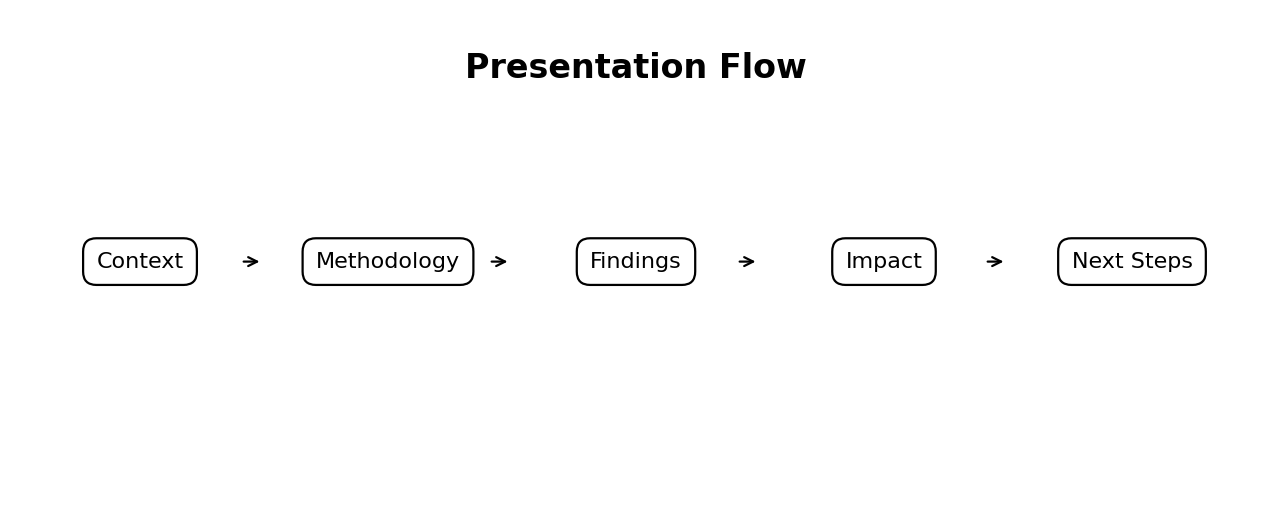 Presentation Flow
Context
Methodology
Findings
Impact
Next Steps